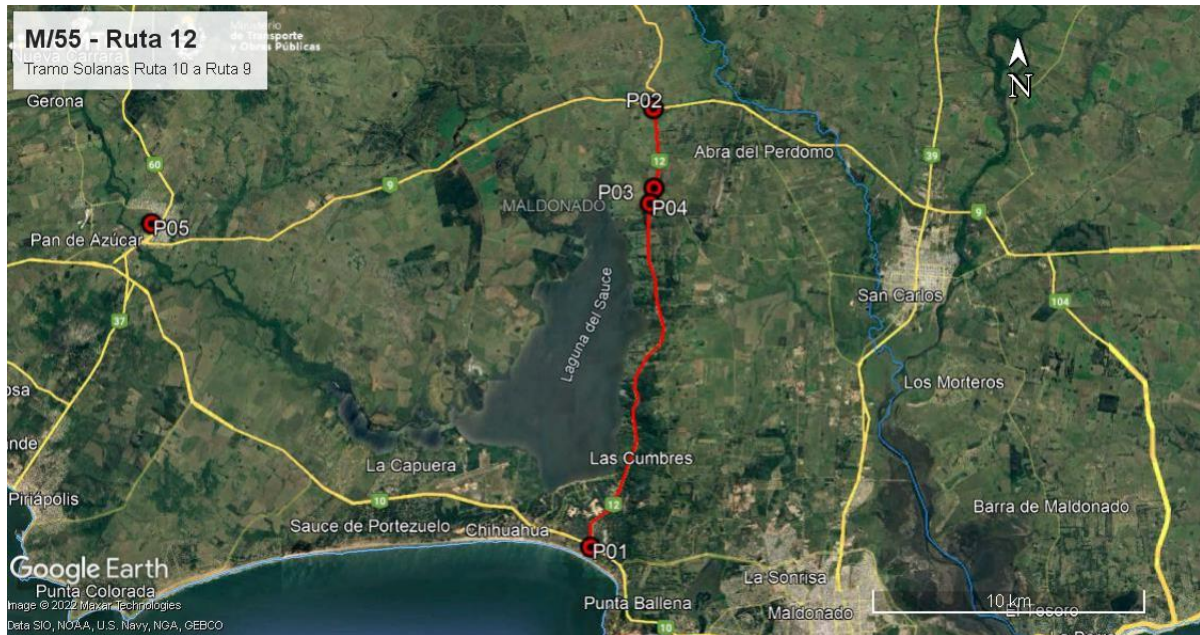 M/55 - Ruta 12
Ministerio
de Transporte
y Obras Públicas
Nueva Carrara
Tramo Solanas Ruta 10 a Ruta 9
N
Gerona
P02
60
12
Abra del Perdomo
39
9
P03
MALDONADO
P04
9
P05
Pan de Azúcar
San Carlos
104
37
Laguna del Sauce
Los Morteros
La Capuera
Las Cumbres
Piriápolis
10
12
Barra de Maldonado
Sauce de Portezuelo
Chihuahua
P01
Google Earth
La Sonrisa
Punta Colorada
Punta Ballena
Maldonado
10 km
El Tesoro
Image © 2022 Maxar Technologies
10
Data SIO, NOAA, U.S. Navy, NGA, GEBCO